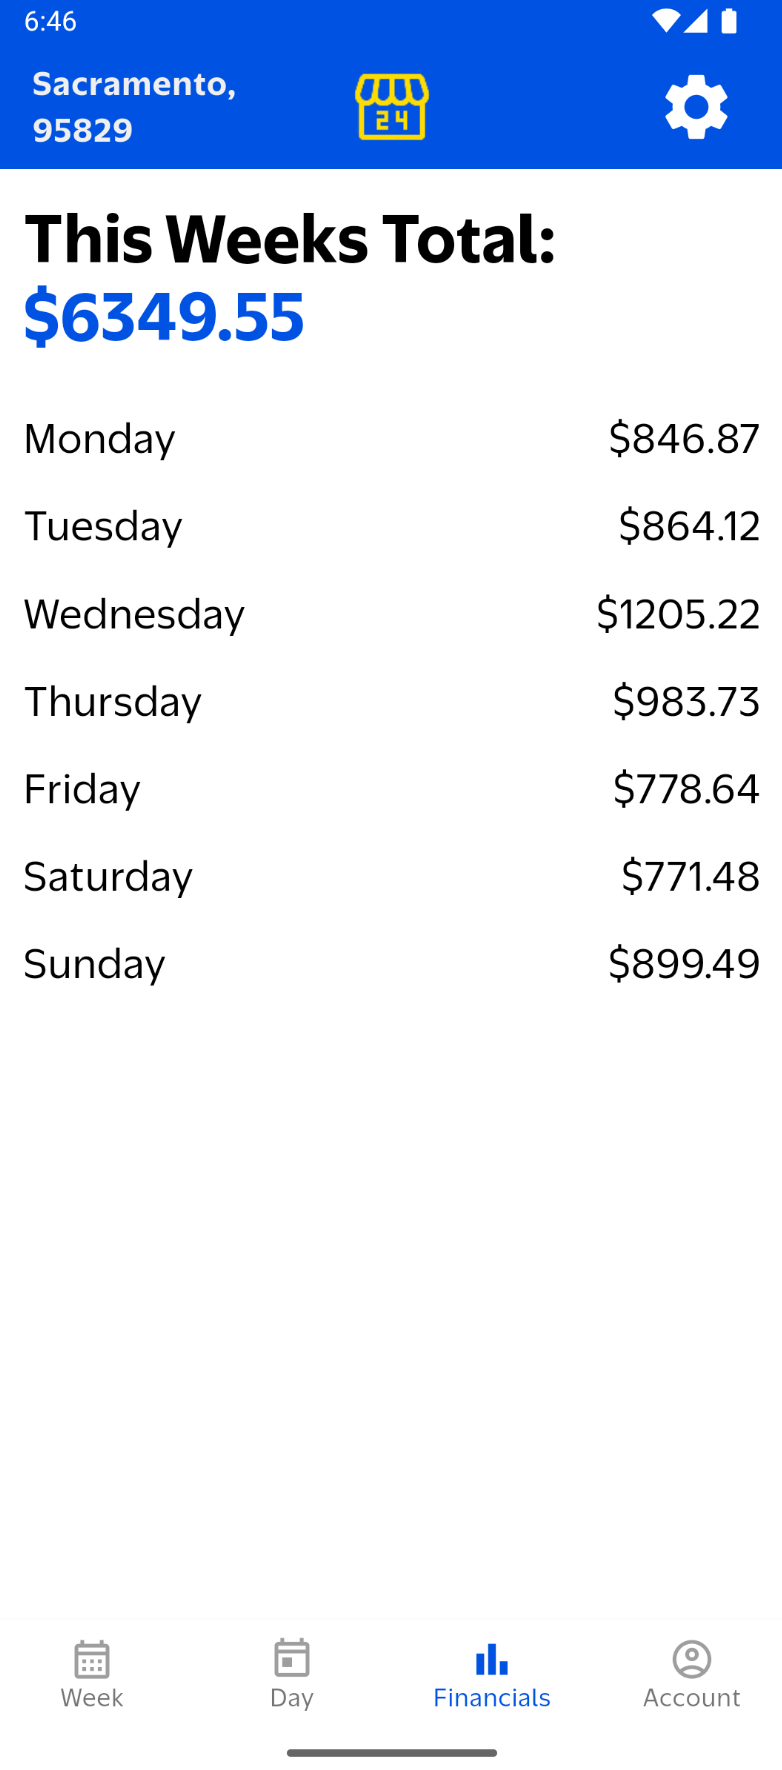 6:46
Sacramento,
95829
24
This Weeks Total:
$6349.55
Monday $846.87
Tuesday $864.12
Wednesday $1205.22
Thursday $983.73
Friday $778.64
Saturday $771.48
Sunday $899.49
Week Day Financials Account